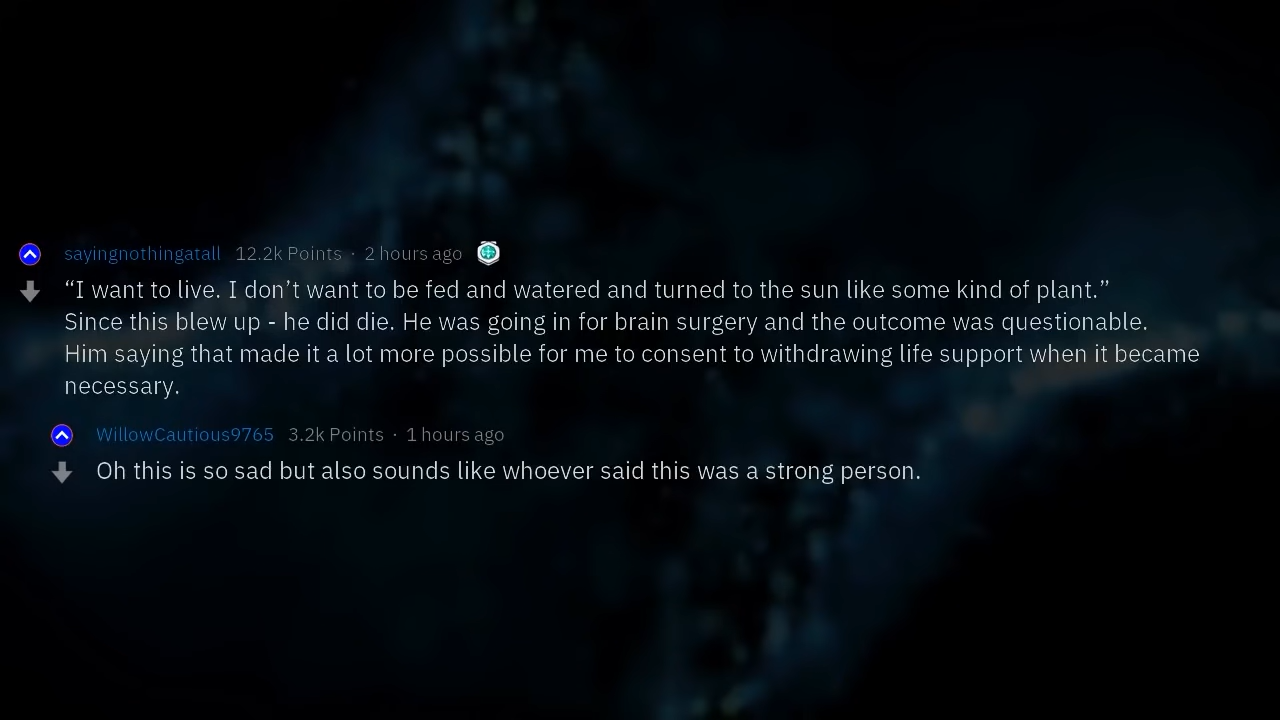 sayingnothingatall 12.2k Points · 2 hours ago
“I want to live. I don’t want to be fed and watered and turned to the sun like some kind of plant.”
Since this blew up - he did die. He was going in for brain surgery and the outcome was questionable.
Him saying that made it a lot more possible for me to consent to withdrawing life support when it became
necessary.
WillowCautious9765 3.2k Points · 1 hours ago
Oh this is so sad but also sounds like whoever said this was a strong person.